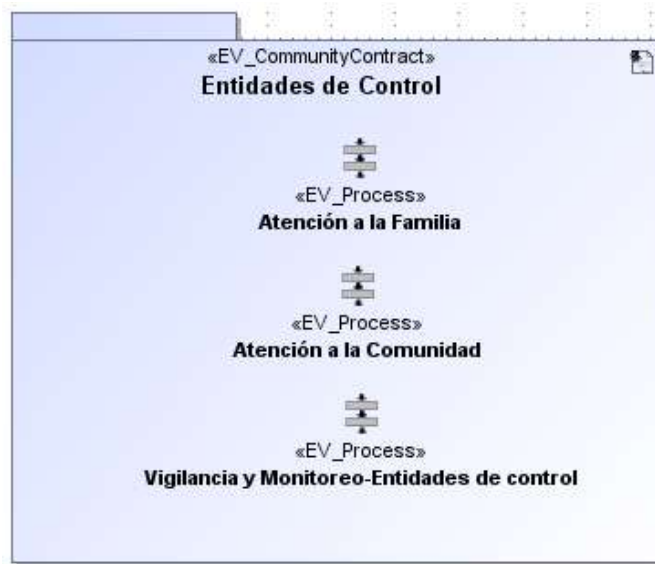 «EV_CommunityContract»
Entidades de Control
«EV_Process»
Atención a la Familia
«EV_Process»
Atención a la Comunidad
«EV_Process»
Vigilancia y Monitoreo-Entidades de control